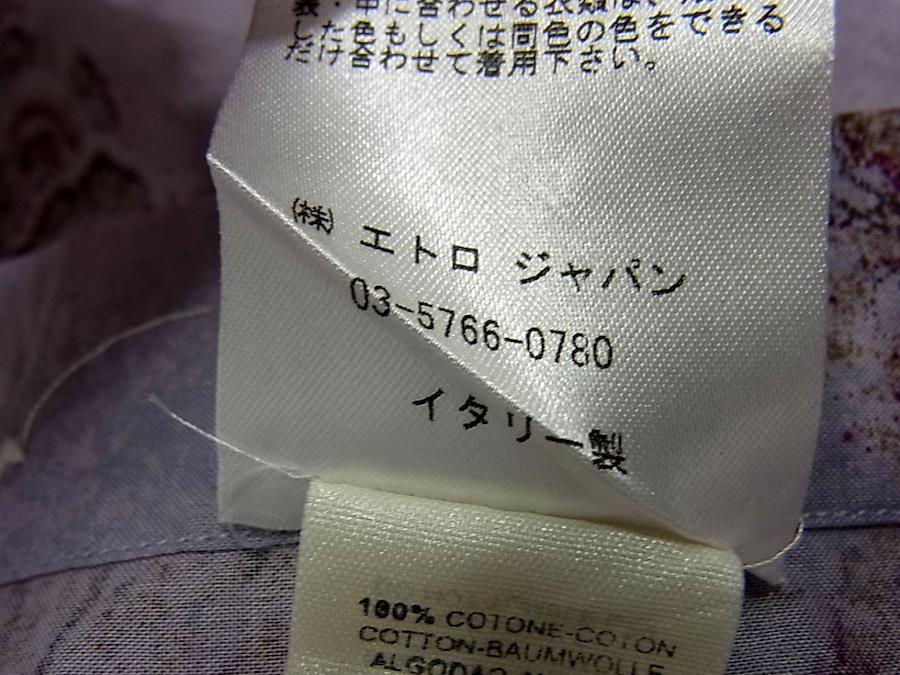 表・中に合わせる衣類は、
した色もしくは同色の色をできる
だけ合わせて着用下さい。
㈱ エトロ ジャパン
03-5766-0780
イタリー製
100% COTONE-COTON
COTTON-BAUMWOLLE
ALGODAO